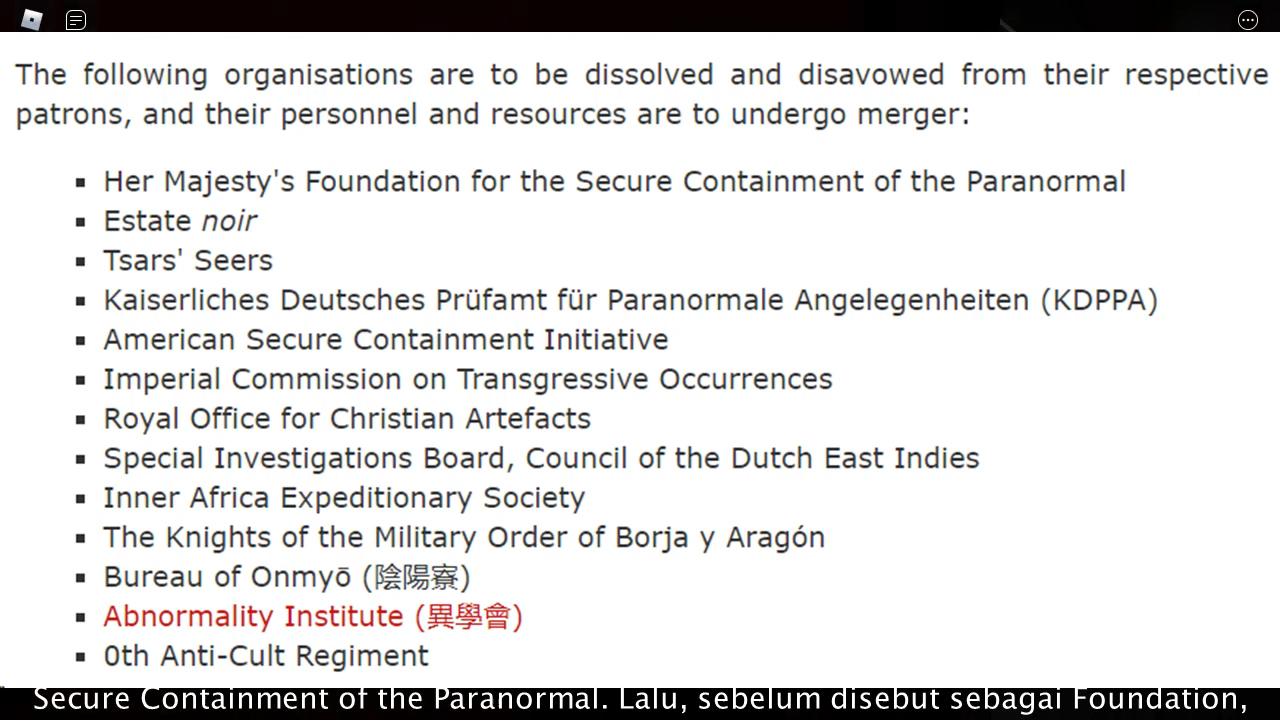 The following organisations are to be dissolved and disavowed from their respective
patrons, and their personnel and resources are to undergo merger:
Her Majesty's Foundation for the Secure Containment of the Paranormal
Estate noir
Tsars' Seers
Kaiserliches Deutsches Prüfamt für Paranormale Angelegenheiten (KDPPA)
American Secure Containment Initiative
Imperial Commission on Transgressive Occurrences
Royal Office for Christian Artefacts
Special Investigations Board, Council of the Dutch East Indies
Inner Africa Expeditionary Society
The Knights of the Military Order of Borja y Aragón
Bureau of Onmyō (陰陽寮)
Abnormality Institute (異學會)
0th Anti-Cult Regiment
Secure Containment of the Paranormal. Lalu, sebelum disebut sebagai Foundation,